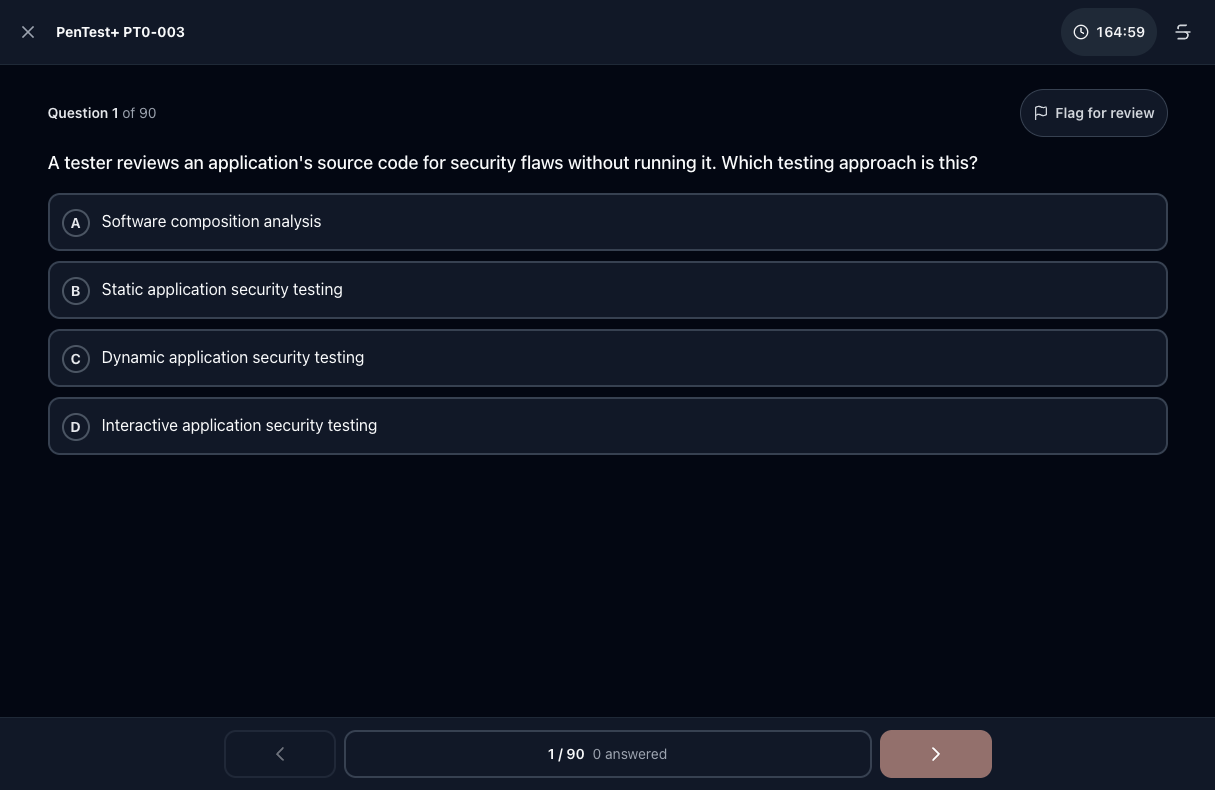 PenTest+ PT0-003
164:59
Question 1 of 90
Flag for review
A tester reviews an application's source code for security flaws without running it. Which testing approach is this?
A Software composition analysis
B Static application security testing
C Dynamic application security testing
D Interactive application security testing
1 / 90 0 answered